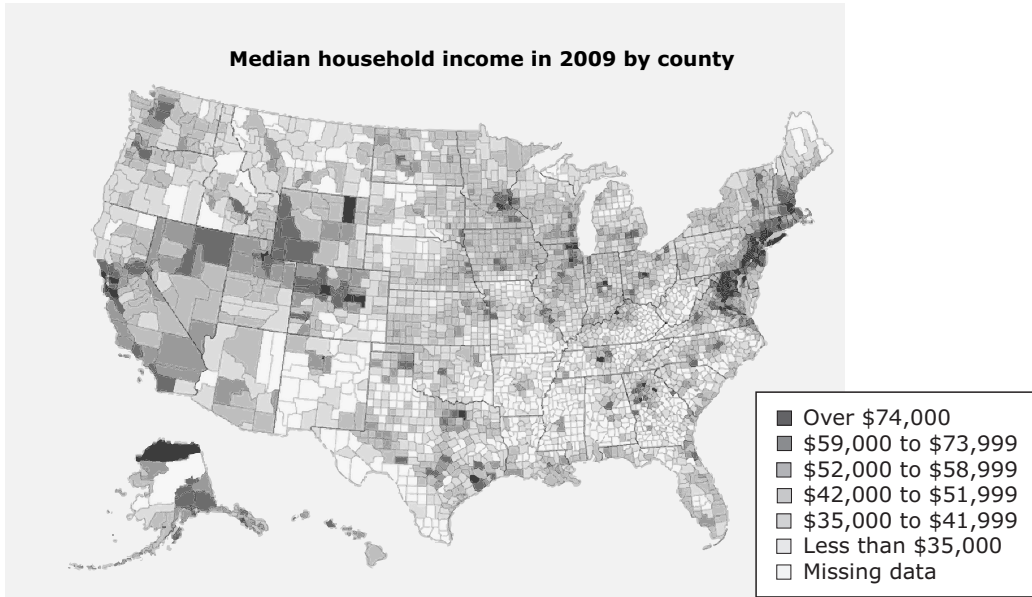 Median household income in 2009 by county
Over $74,000
$59,000 to $73,999
$52,000 to $58,999
$42,000 to $51,999
$35,000 to $41,999
Less than $35,000
Missing data